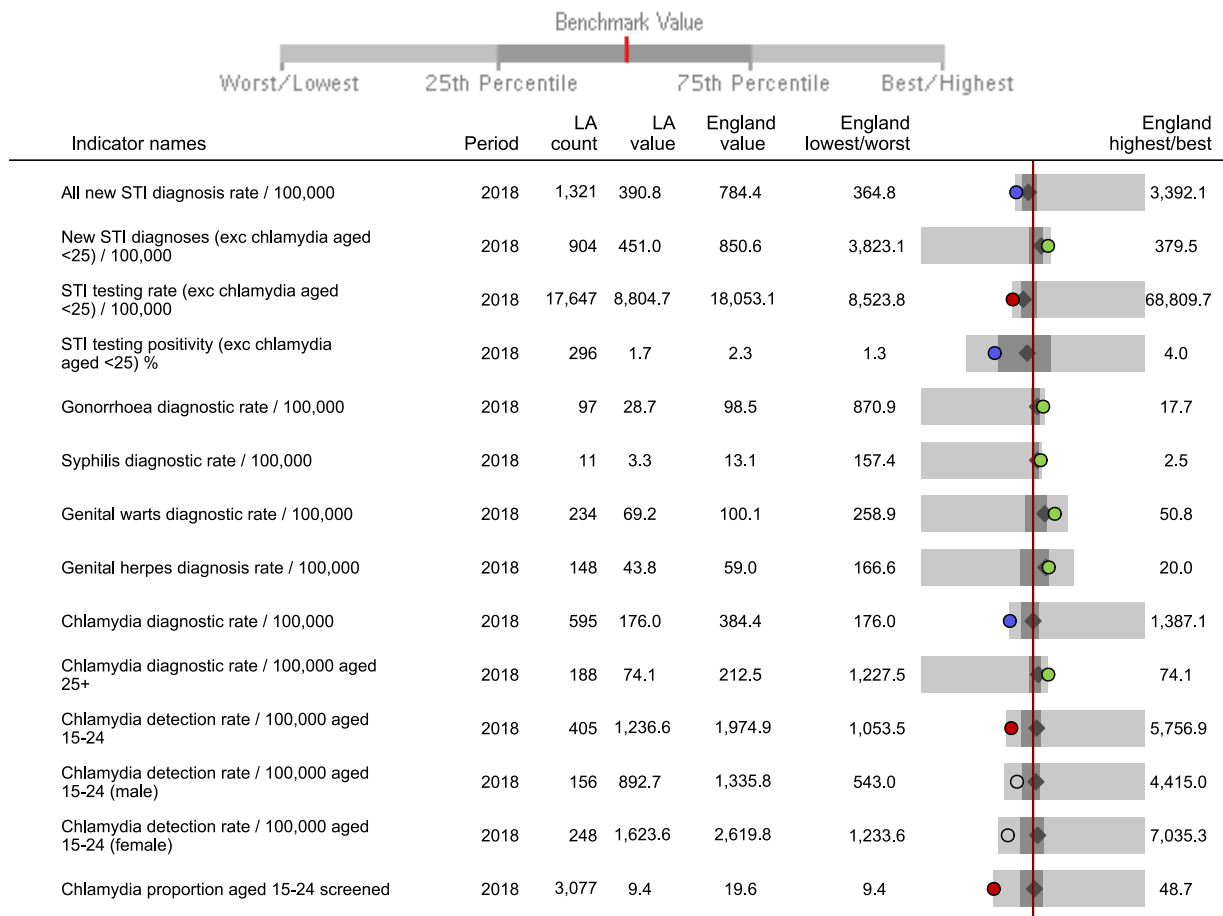 Benchmark Value
Worst/Lowest 25th Percentile 75th Percentile Best/Highest
Indicator names Period LA count LA value England value England lowest/worst England highest/best
All new STI diagnosis rate / 100,000 2018 1,321 390.8 784.4 364.8 3,392.1
New STI diagnoses (exc chlamydia aged
<25) / 100,000 2018 904 451.0 850.6 3,823.1 379.5
STI testing rate (exc chlamydia aged
<25) / 100,000 2018 17,647 8,804.7 18,053.1 8,523.8 68,809.7
STI testing positivity (exc chlamydia
aged <25) % 2018 296 1.7 2.3 1.3 4.0
Gonorrhoea diagnostic rate / 100,000 2018 97 28.7 98.5 870.9 17.7
Syphilis diagnostic rate / 100,000 2018 11 3.3 13.1 157.4 2.5
Genital warts diagnostic rate / 100,000 2018 234 69.2 100.1 258.9 50.8
Genital herpes diagnosis rate / 100,000 2018 148 43.8 59.0 166.6 20.0
Chlamydia diagnostic rate / 100,000 2018 595 176.0 384.4 176.0 1,387.1
Chlamydia diagnostic rate / 100,000 aged
25+ 2018 188 74.1 212.5 1,227.5 74.1
Chlamydia detection rate / 100,000 aged
15-24 2018 405 1,236.6 1,974.9 1,053.5 5,756.9
Chlamydia detection rate / 100,000 aged
15-24 (male) 2018 156 892.7 1,335.8 543.0 4,415.0
Chlamydia detection rate / 100,000 aged
15-24 (female) 2018 248 1,623.6 2,619.8 1,233.6 7,035.3
Chlamydia proportion aged 15-24 screened 2018 3,077 9.4 19.6 9.4 48.7